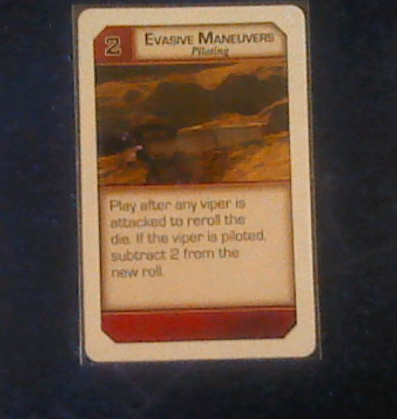 2
EVASIVE MANEUVERS
Piloting
Play after any viper is
attacked to reroll the
die. If the viper is piloted,
subtract 2 from the
new roll.